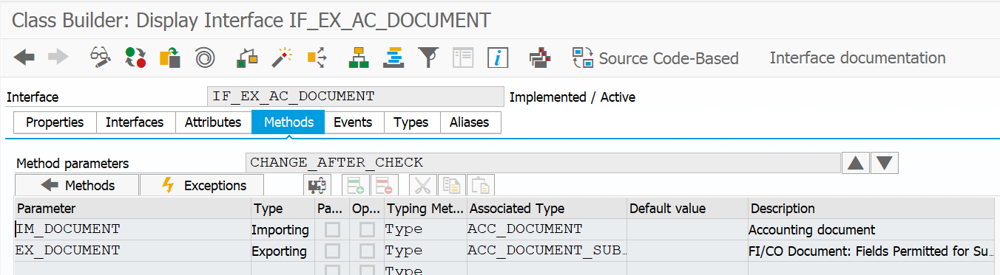 Class Builder: Display Interface IF_EX_AC_DOCUMENT
Source Code-Based Interface documentation
Interface IF_EX_AC_DOCUMENT Implemented / Active
Properties Interfaces Attributes Methods Events Types Aliases
Method parameters CHANGE_AFTER_CHECK
Methods Exceptions
Parameter Type Pa... Op... Typing Met... Associated Type Default value Description
IM_DOCUMENT Importing Type ACC_DOCUMENT Accounting document
EX_DOCUMENT Exporting Type ACC_DOCUMENT_SUB... FI/CO Document: Fields Permitted for Su...
Type